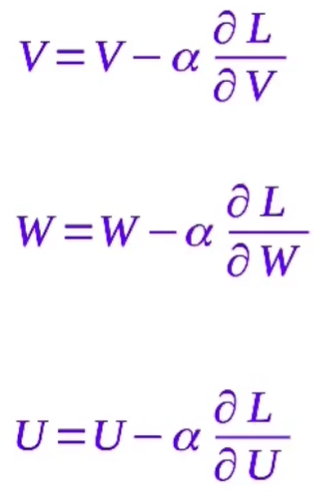 V = V − α ∂L/∂V
W = W − α ∂L/∂W
U = U − α ∂L/∂U